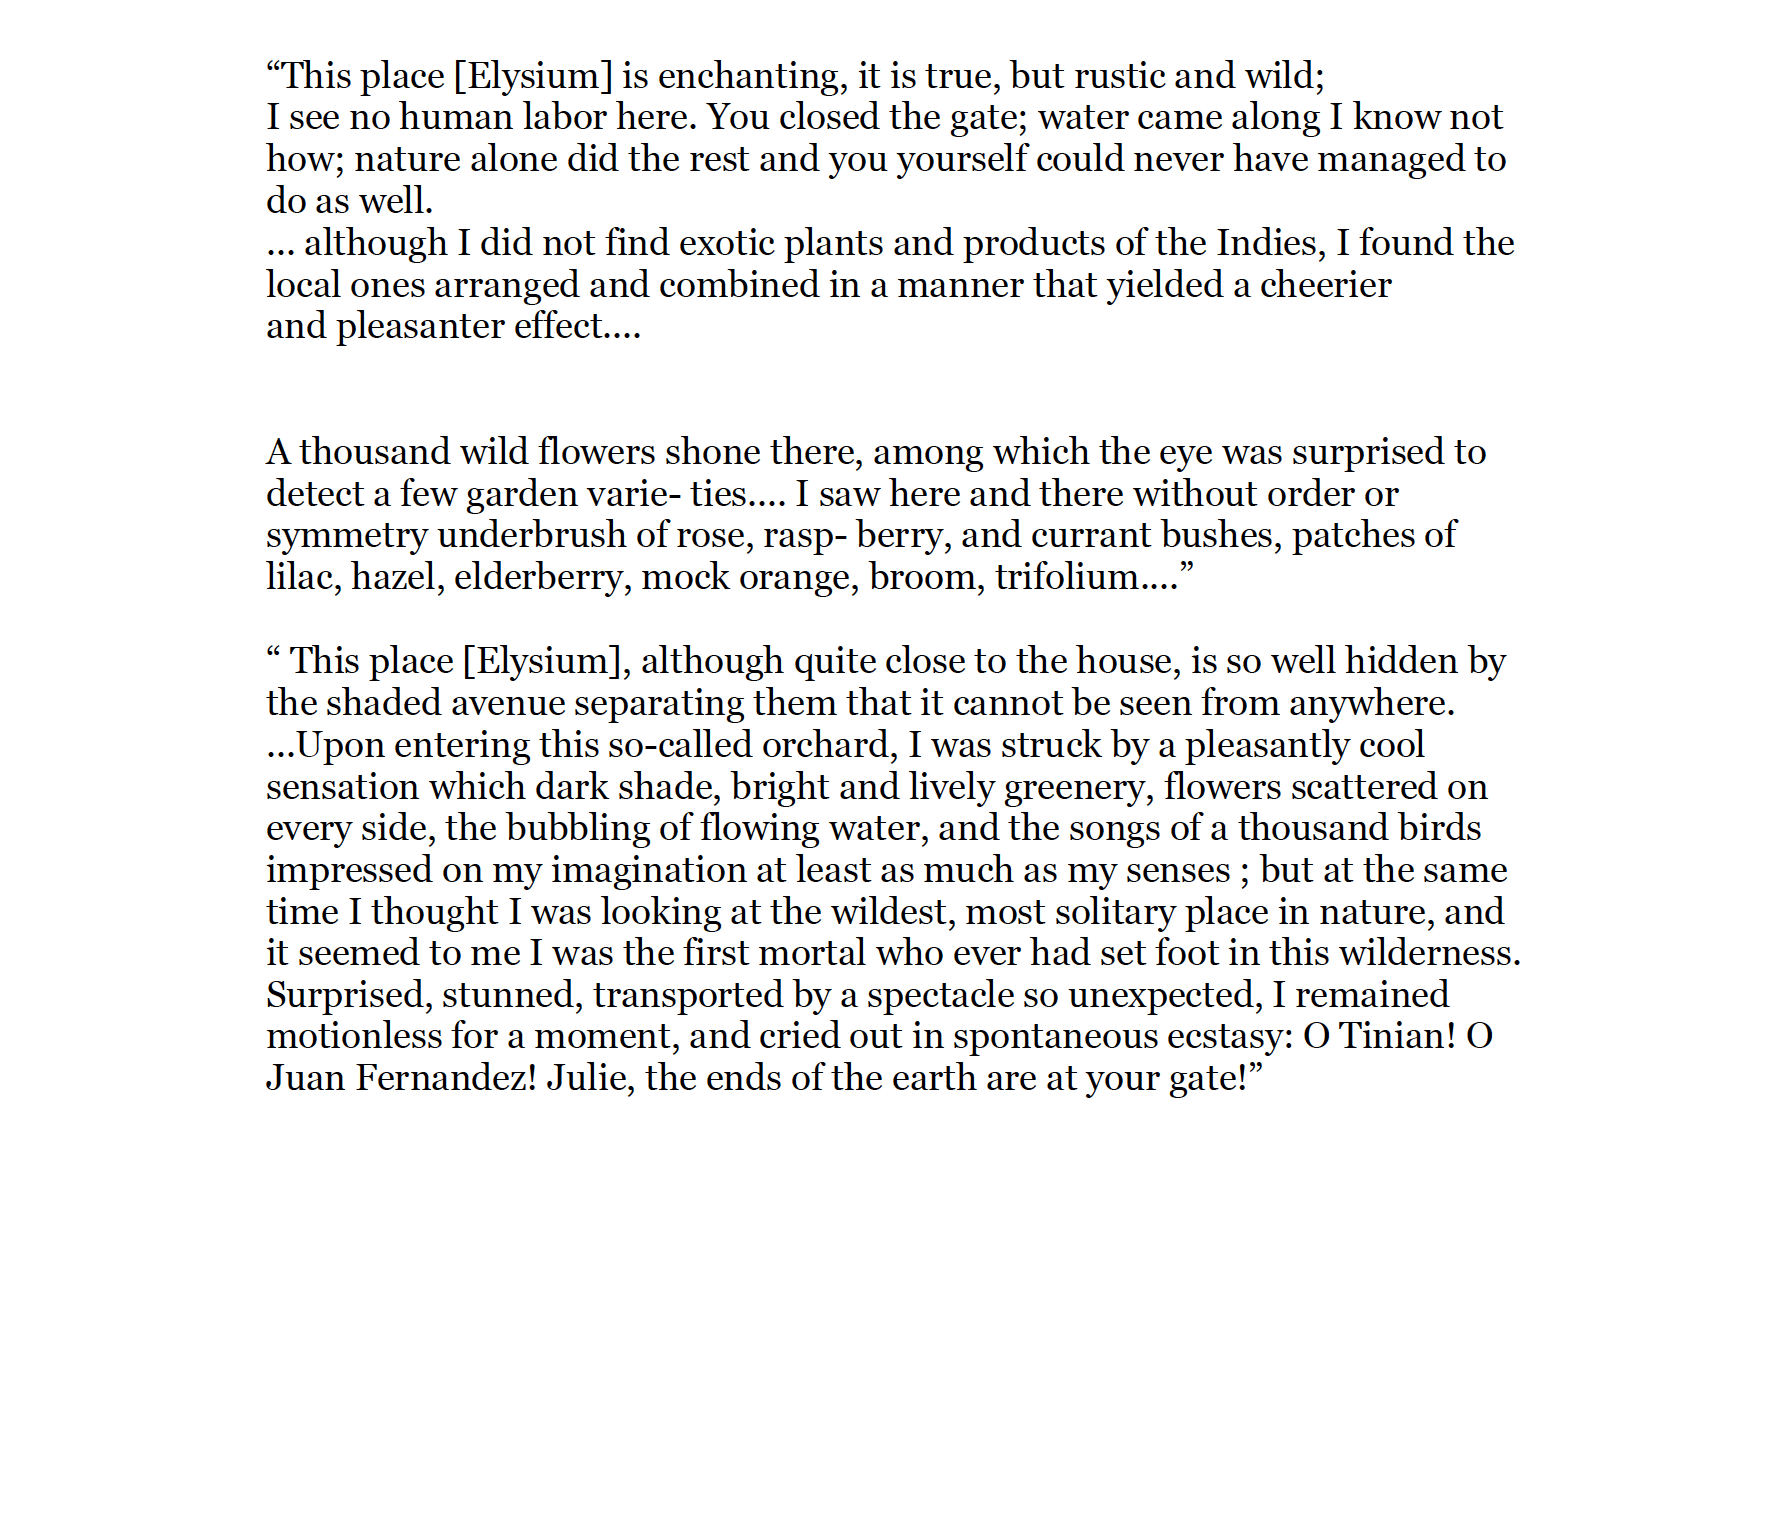 “This place [Elysium] is enchanting, it is true, but rustic and wild;
I see no human labor here. You closed the gate; water came along I know not
how; nature alone did the rest and you yourself could never have managed to
do as well.
... although I did not find exotic plants and products of the Indies, I found the
local ones arranged and combined in a manner that yielded a cheerier
and pleasanter effect....
A thousand wild flowers shone there, among which the eye was surprised to
detect a few garden varie- ties.... I saw here and there without order or
symmetry underbrush of rose, rasp- berry, and currant bushes, patches of
lilac, hazel, elderberry, mock orange, broom, trifolium....”
“ This place [Elysium], although quite close to the house, is so well hidden by
the shaded avenue separating them that it cannot be seen from anywhere.
...Upon entering this so-called orchard, I was struck by a pleasantly cool
sensation which dark shade, bright and lively greenery, flowers scattered on
every side, the bubbling of flowing water, and the songs of a thousand birds
impressed on my imagination at least as much as my senses ; but at the same
time I thought I was looking at the wildest, most solitary place in nature, and
it seemed to me I was the first mortal who ever had set foot in this wilderness.
Surprised, stunned, transported by a spectacle so unexpected, I remained
motionless for a moment, and cried out in spontaneous ecstasy: O Tinian! O
Juan Fernandez! Julie, the ends of the earth are at your gate!”